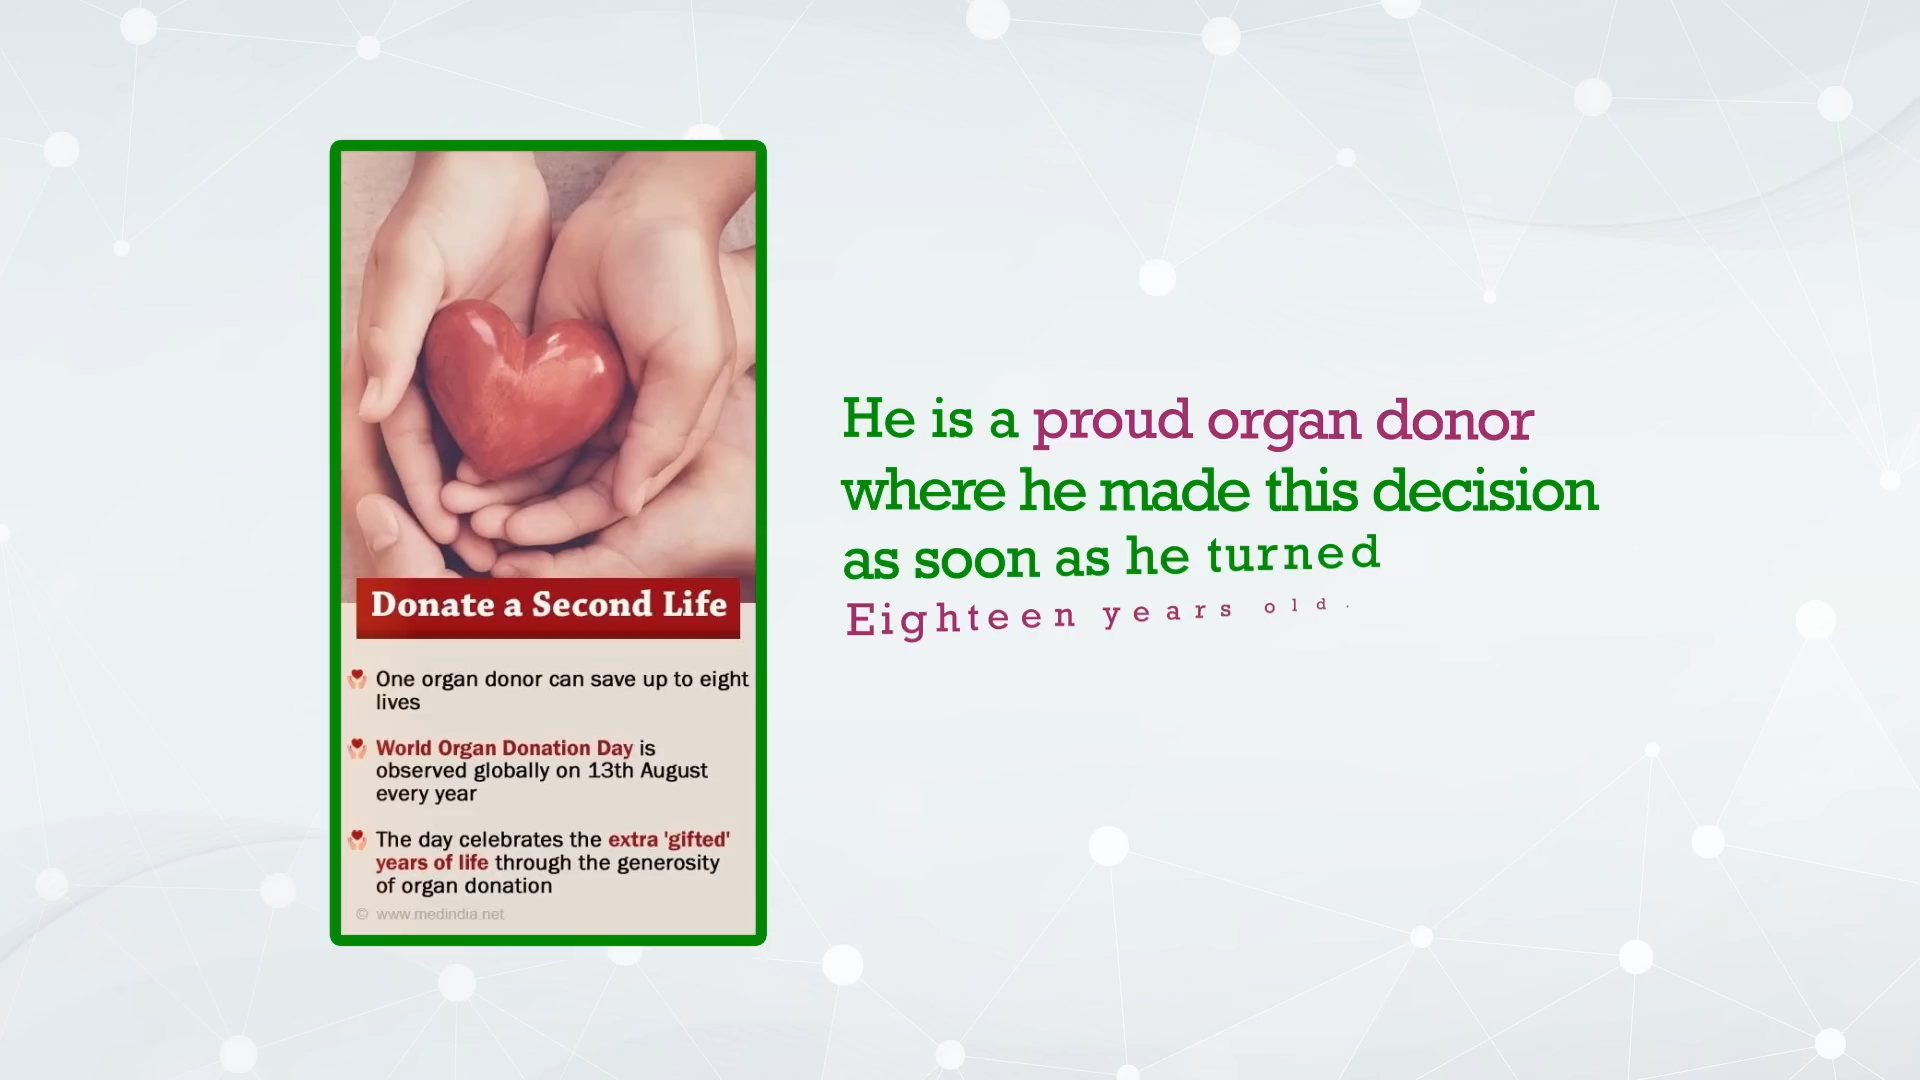 Donate a Second Life
One organ donor can save up to eight
lives
World Organ Donation Day is
observed globally on 13th August
every year
The day celebrates the extra 'gifted'
years of life through the generosity
of organ donation
© www.medindia.net
He is a proud organ donor
where he made this decision
as soon as he turned
Eighteen years old.